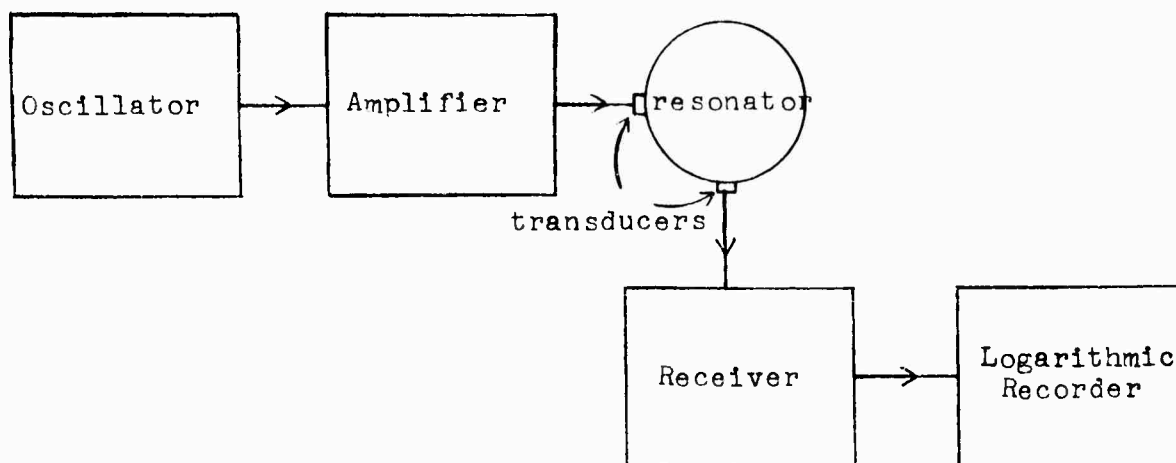 Oscillator
Amplifier
resonator
transducers
Receiver
Logarithmic
Recorder